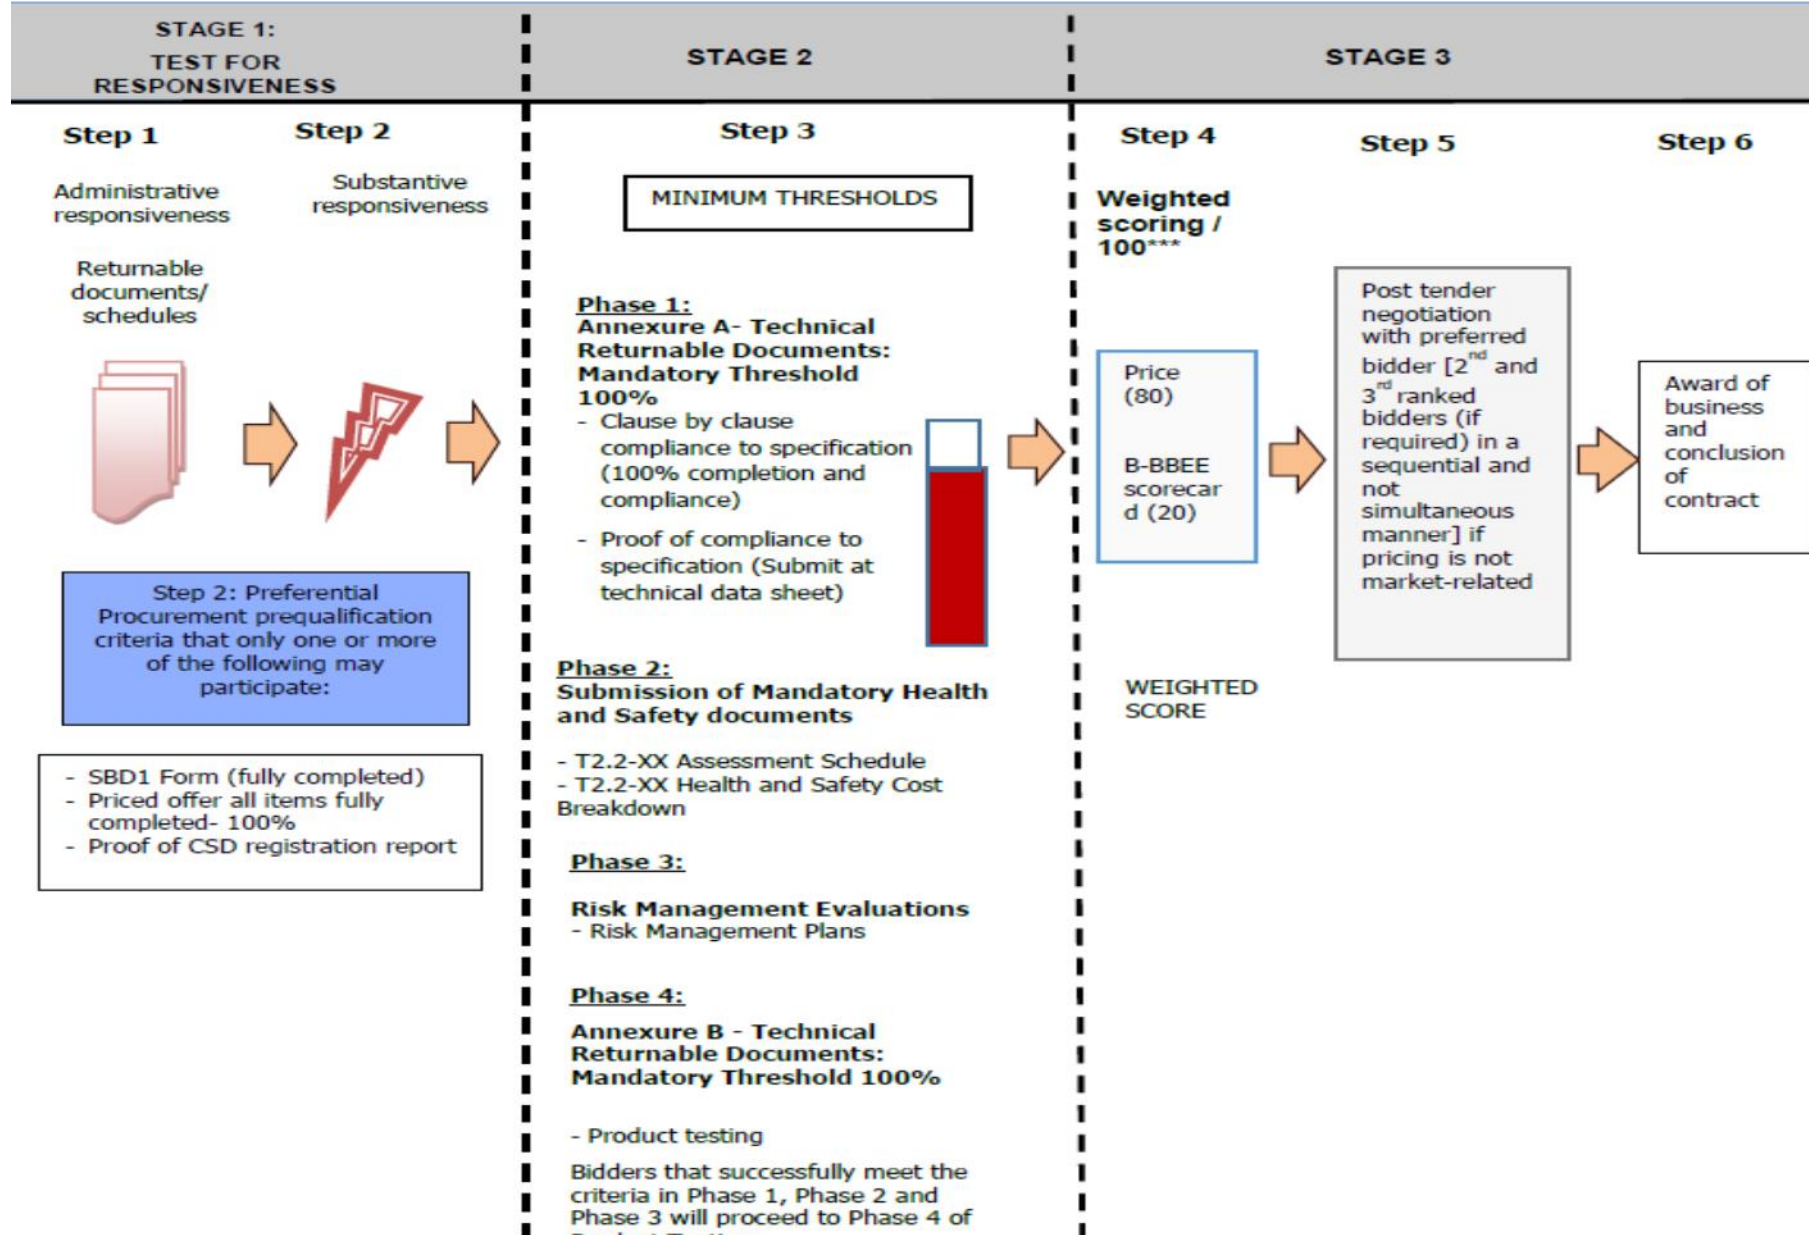 STAGE 1:
TEST FOR
RESPONSIVENESS
STAGE 2
STAGE 3
Step 1
Step 2
Step 3
Step 4
Step 5
Step 6
Administrative
responsiveness
Substantive
responsiveness
Returnable
documents/
schedules
Step 2: Preferential
Procurement prequalification
criteria that only one or more
of the following may
participate:
- SBD1 Form (fully completed)
- Priced offer all items fully
completed- 100%
- Proof of CSD registration report
MINIMUM THRESHOLDS
Phase 1:
Annexure A- Technical
Returnable Documents:
Mandatory Threshold
100%
- Clause by clause
compliance to specification
(100% completion and
compliance)
- Proof of compliance to
specification (Submit at
technical data sheet)
Phase 2:
Submission of Mandatory Health
and Safety documents
- T2.2-XX Assessment Schedule
- T2.2-XX Health and Safety Cost
Breakdown
Phase 3:
Risk Management Evaluations
- Risk Management Plans
Phase 4:
Annexure B - Technical
Returnable Documents:
Mandatory Threshold 100%
- Product testing
Bidders that successfully meet the
criteria in Phase 1, Phase 2 and
Phase 3 will proceed to Phase 4 of
Weighted
scoring /
100***
Price
(80)
B-BBEE
scorecar
d (20)
WEIGHTED
SCORE
Post tender
negotiation
with preferred
bidder [2nd and
3rd ranked
bidders (if
required) in a
sequential and
not
simultaneous
manner] if
pricing is not
market-related
Award of
business
and
conclusion
of
contract